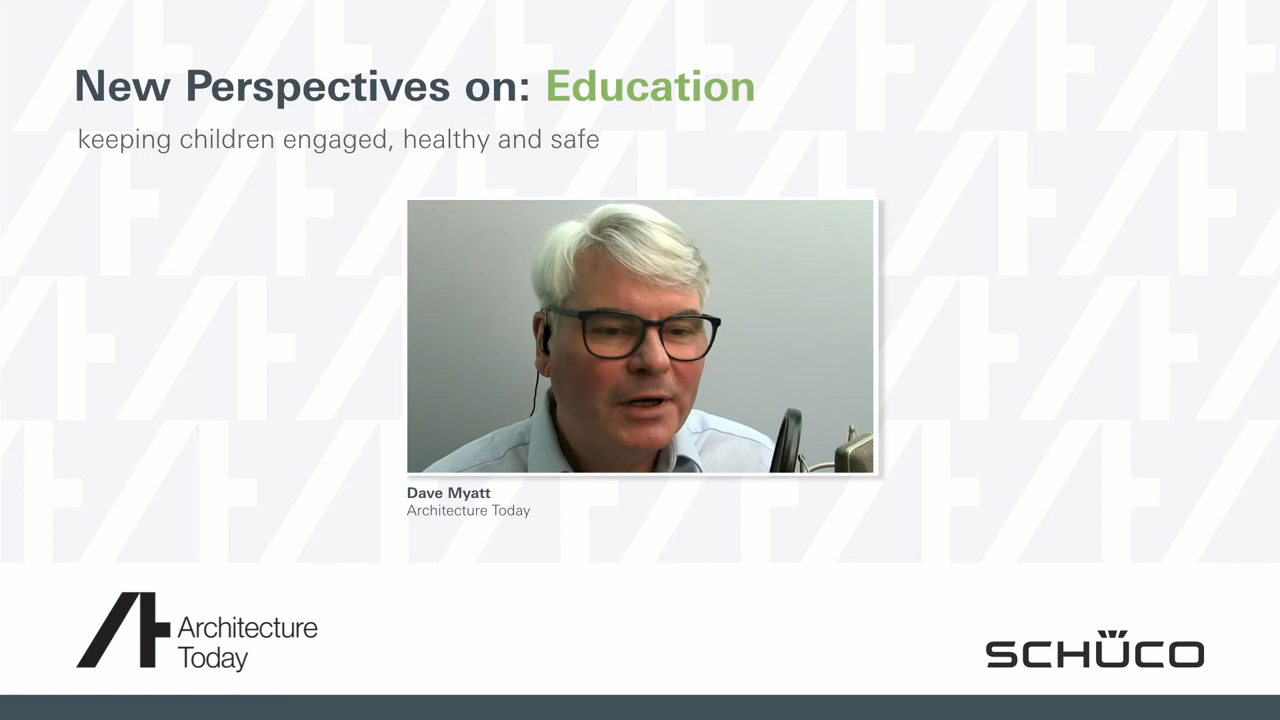 New Perspectives on: Education
keeping children engaged, healthy and safe
Dave Myatt
Architecture Today
Architecture
Today
SCHÜCO